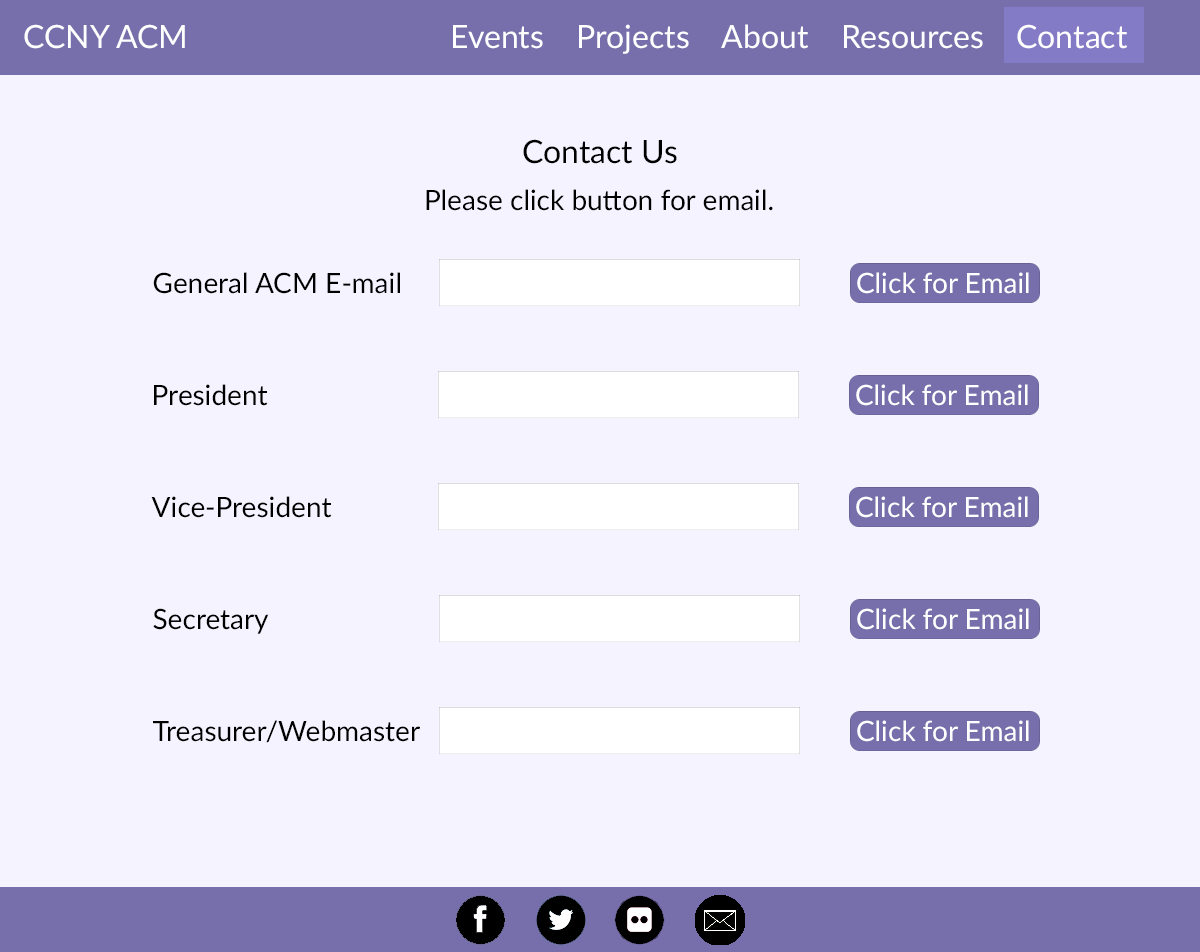 CCNY ACM Events Projects About Resources Contact
Contact Us
Please click button for email.
General ACM E-mail Click for Email
President Click for Email
Vice-President Click for Email
Secretary Click for Email
Treasurer/Webmaster Click for Email